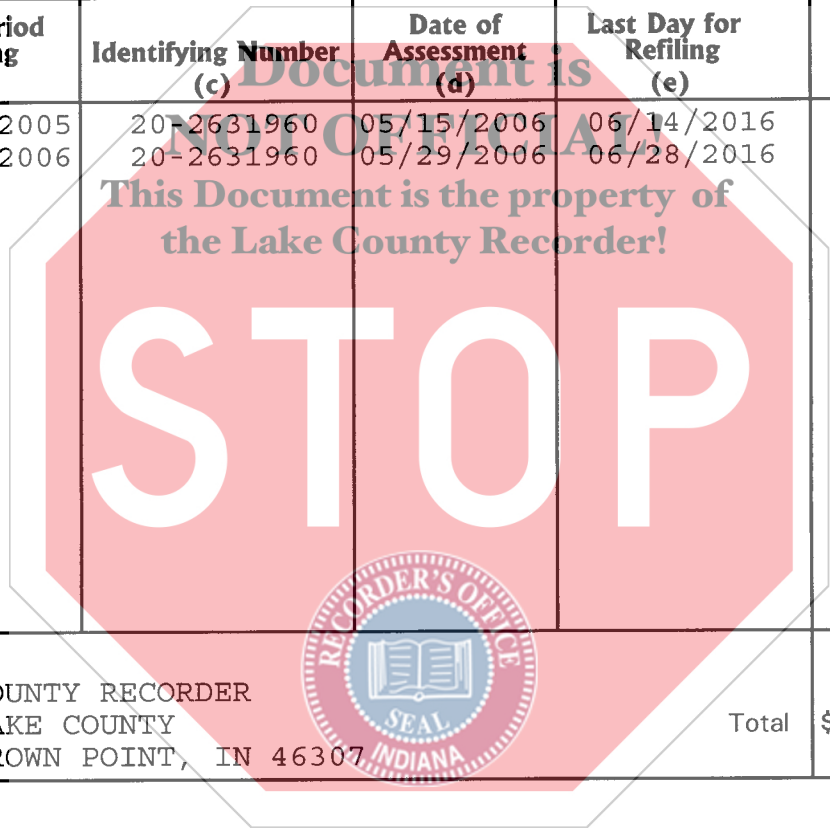 riod
g
Identifying Number
(c)
Date of
Assessment
(d)
Last Day for
Refiling
(e)
2005 20-2631960 05/15/2006 06/14/2016
2006 20-2631960 05/29/2006 06/28/2016
Document is
NOT OFFICIAL
This Document is the property of
the Lake County Recorder!
STOP
RECORDER'S OFFICE
SEAL
INDIANA
OUNTY RECORDER
AKE COUNTY
ROWN POINT, IN 46307
Total $